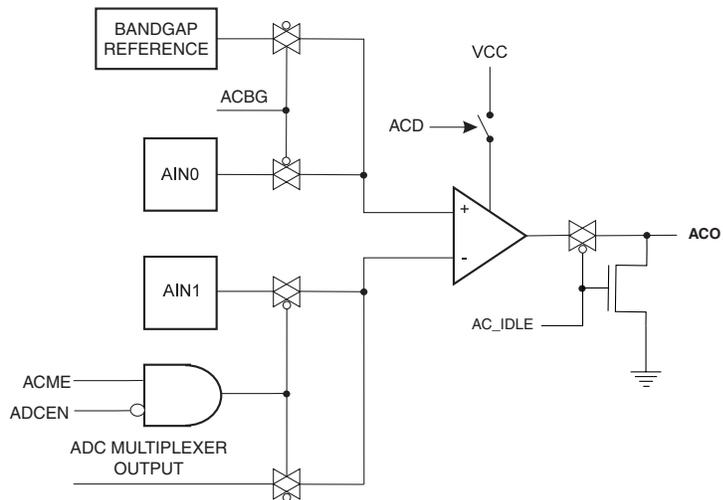 BANDGAP
REFERENCE
VCC
ACBG
ACD
AIN0
+
ACO
-
AIN1
AC_IDLE
ACME
ADCEN
ADC MULTIPLEXER
OUTPUT